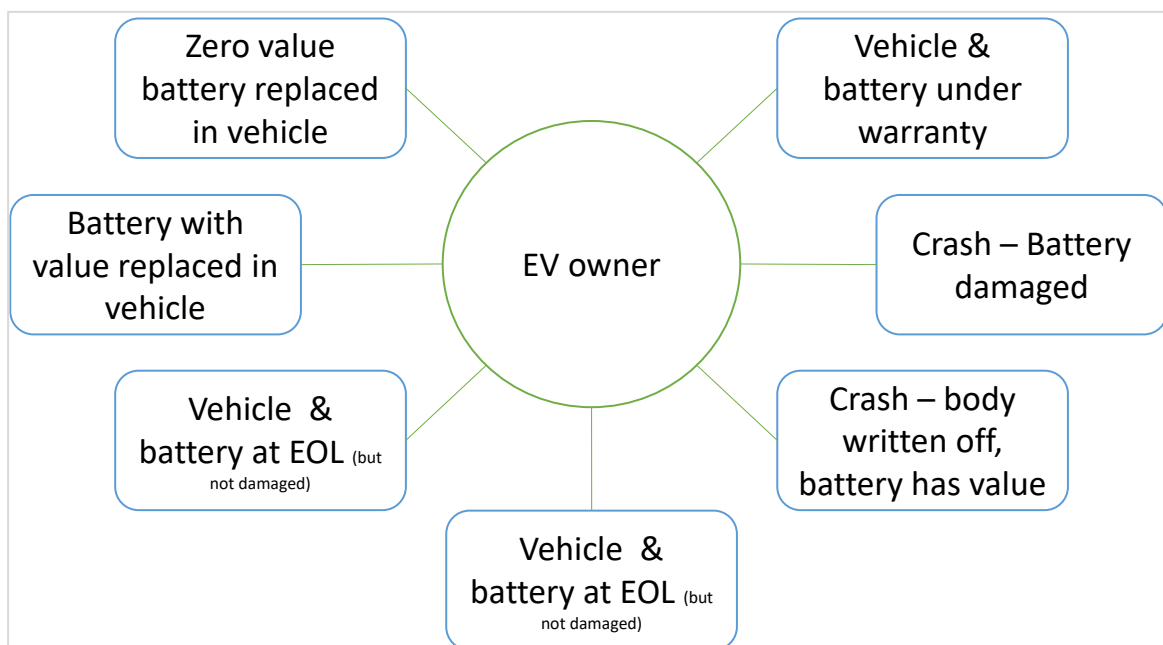 Zero value
battery replaced
in vehicle
Vehicle &
battery under
warranty
Battery with
value replaced in
vehicle
EV owner
Crash – Battery
damaged
Vehicle &
battery at EOL (but
not damaged)
Crash – body
written off,
battery has value
Vehicle &
battery at EOL (but
not damaged)